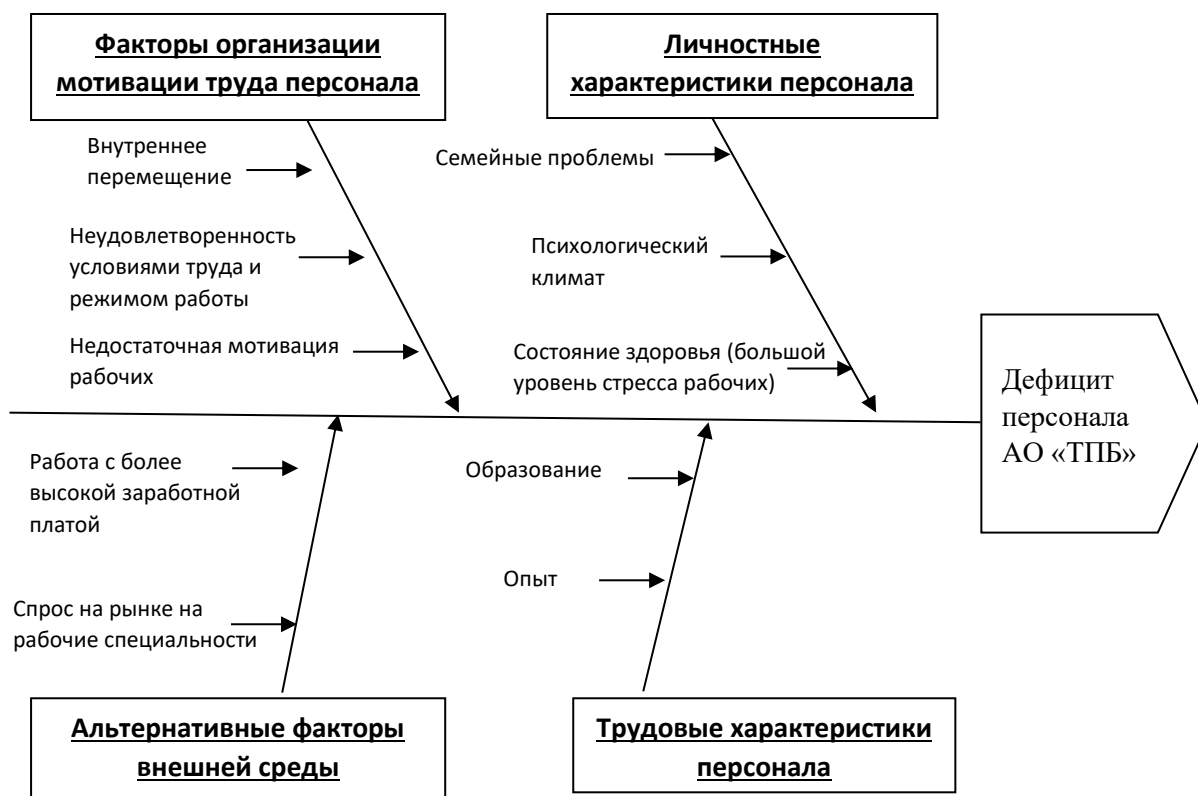 Факторы организации
мотивации труда персонала
Личностные
характеристики персонала
Внутреннее
перемещение
Неудовлетворенность
условиями труда и
режимом работы
Недостаточная мотивация
рабочих
Семейные проблемы
Психологический
климат
Состояние здоровья (большой
уровень стресса рабочих)
Дефицит
персонала
АО «ТПБ»
Работа с более
высокой заработной
платой
Спрос на рынке на
рабочие специальности
Образование
Опыт
Альтернативные факторы
внешней среды
Трудовые характеристики
персонала